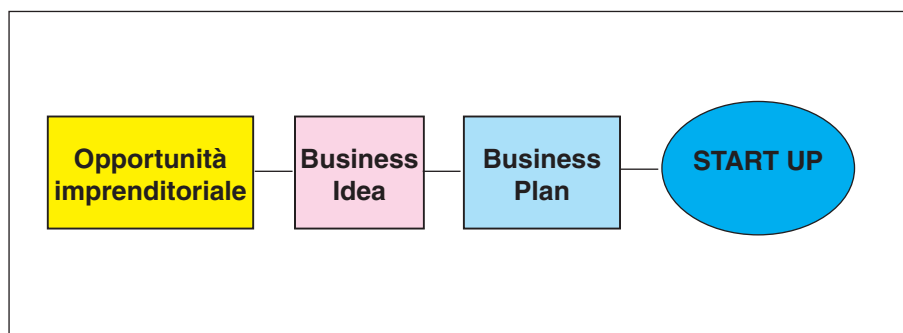 Opportunità
imprenditoriale
Business
Idea
Business
Plan
START UP